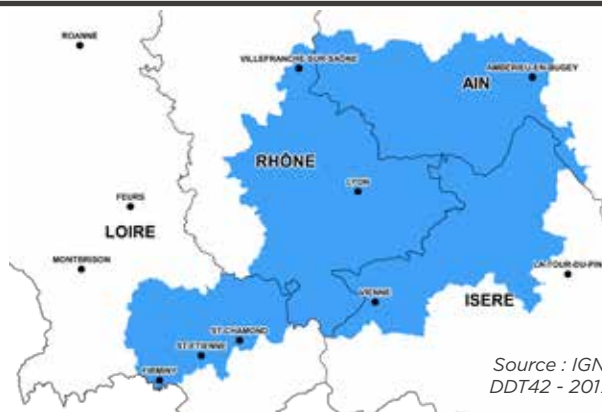 ROANNE
VILLEFRANCHE-SUR-SAÔNE
AMBERIEU-EN-BUGEY
AIN
RHÔNE
LYON
FEURS
LOIRE
MONTBRISON
LA-TOUR-DU-PIN
VIENNE
ISERE
ST-CHAMOND
ST-ETIENNE
FIRMINY
Source : IGN
DDT42 -